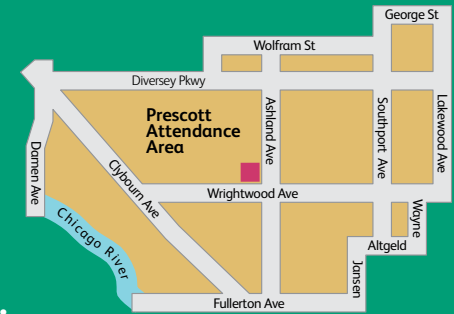 George St
Wolfram St
Diversey Pkwy
Prescott
Attendance
Area
Ashland Ave
Southport Ave
Lakewood Ave
Damen Ave
Clybourn Ave
Wrightwood Ave
Wayne
Chicago River
Altgeld
Jansen
Fullerton Ave